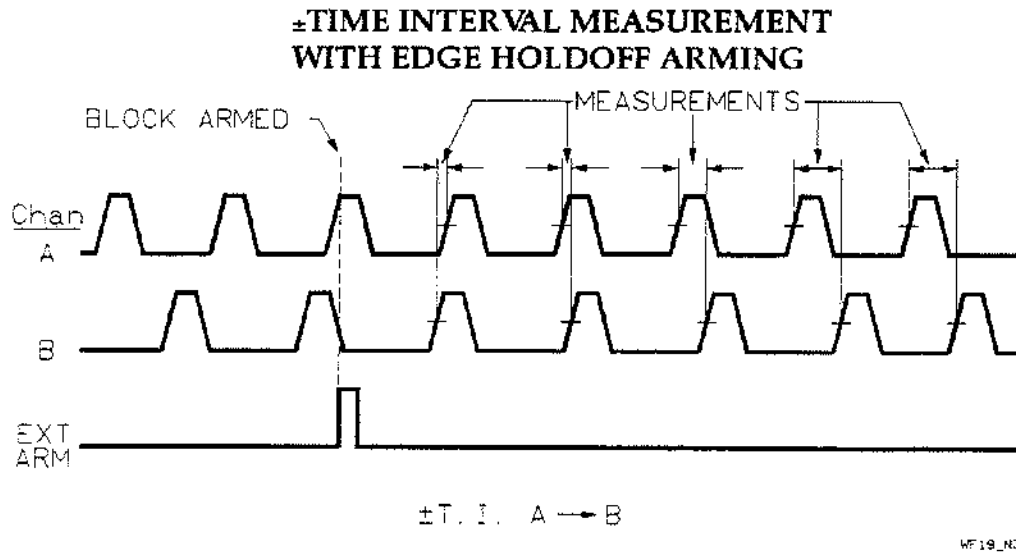 ±TIME INTERVAL MEASUREMENT
WITH EDGE HOLDOFF ARMING
MEASUREMENTS
BLOCK ARMED
Chan
A
B
EXT
ARM
±T. I. A → B